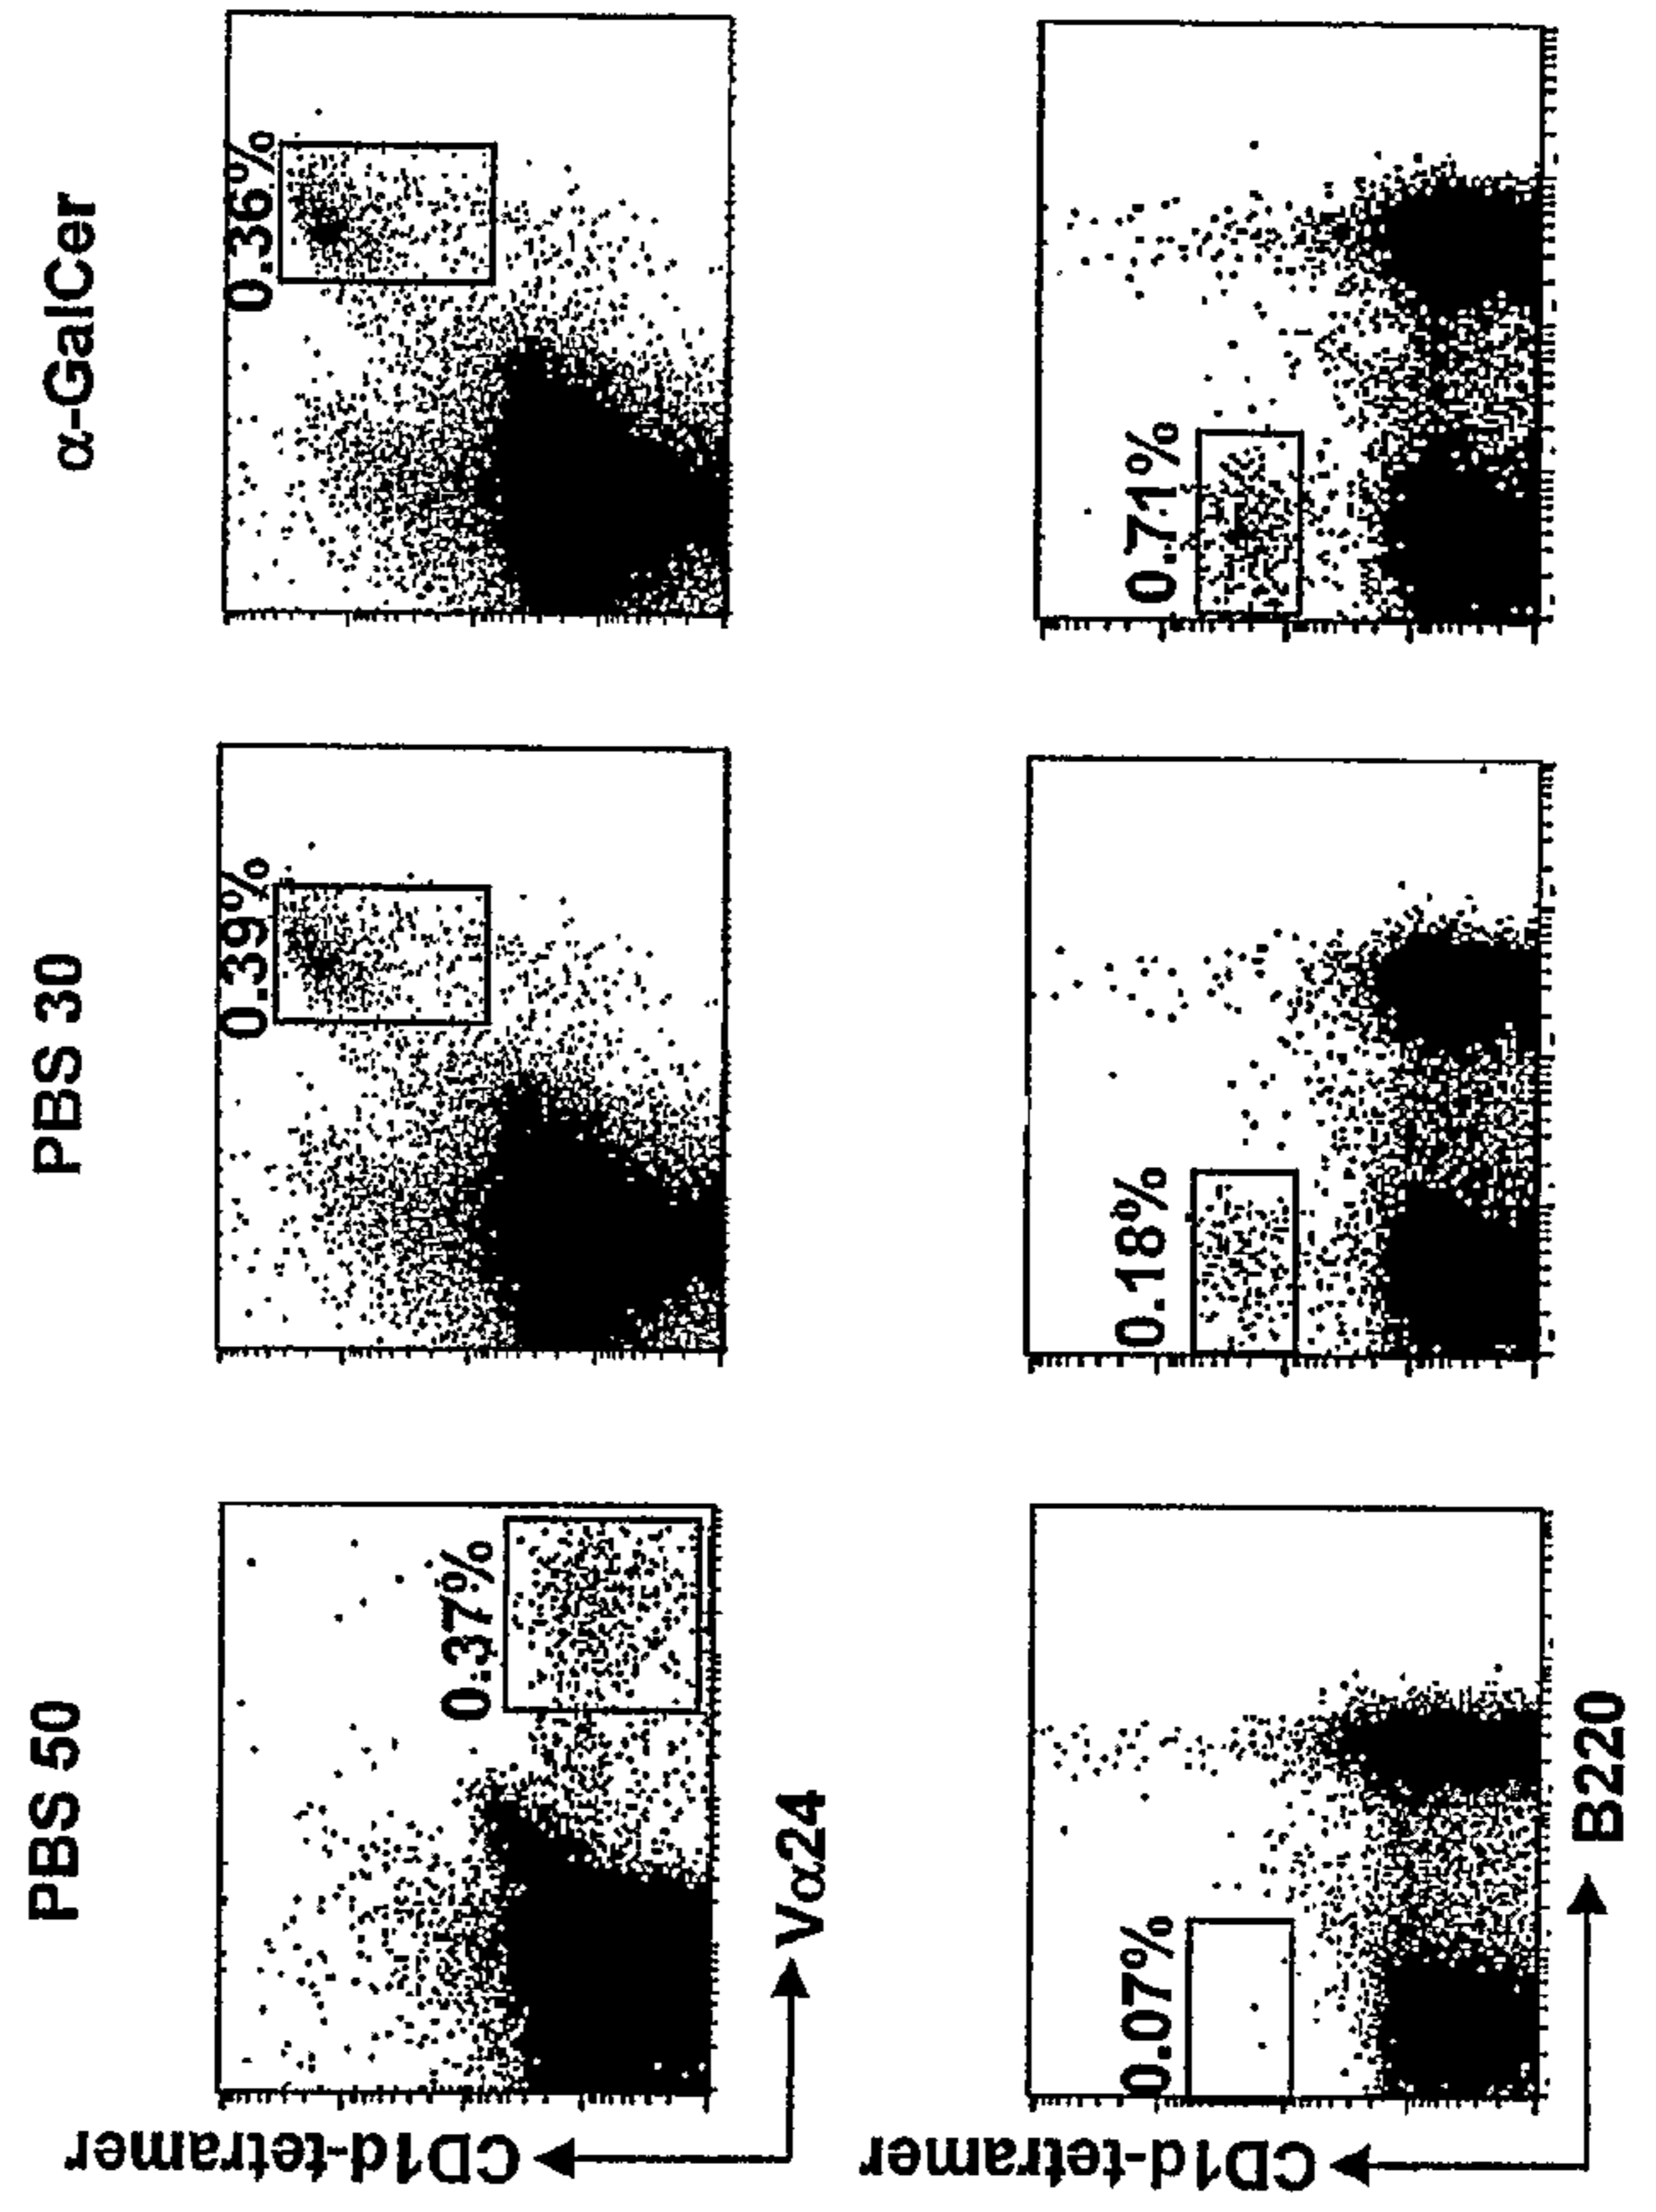 PBS 50
PBS 30
α-GalCer
0.37%
0.39%
0.36%
CD1d-tetramer
Vα24
0.07%
0.18%
0.71%
CD1d-tetramer
B220